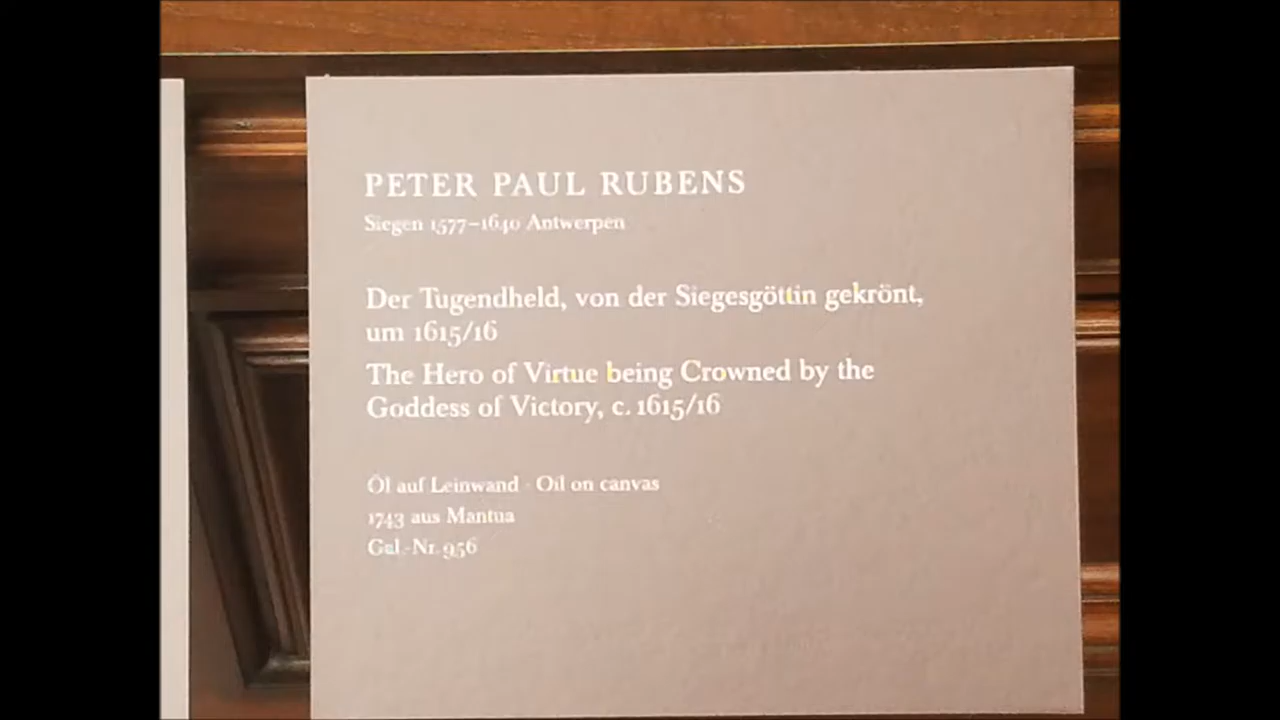 PETER PAUL RUBENS
Siegen 1577–1640 Antwerpen
Der Tugendheld, von der Siegesgöttin gekrönt,
um 1615/16
The Hero of Virtue being Crowned by the
Goddess of Victory, c. 1615/16
Öl auf Leinwand · Oil on canvas
1743 aus Mantua
Gal.-Nr. 956